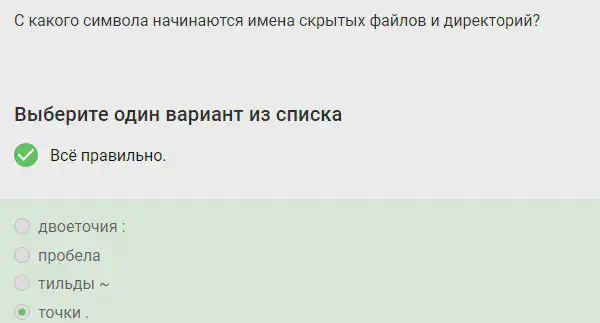 С какого символа начинаются имена скрытых файлов и директорий?
Выберите один вариант из списка
Всё правильно.
двоеточия :
пробела
тильды ~
точки .